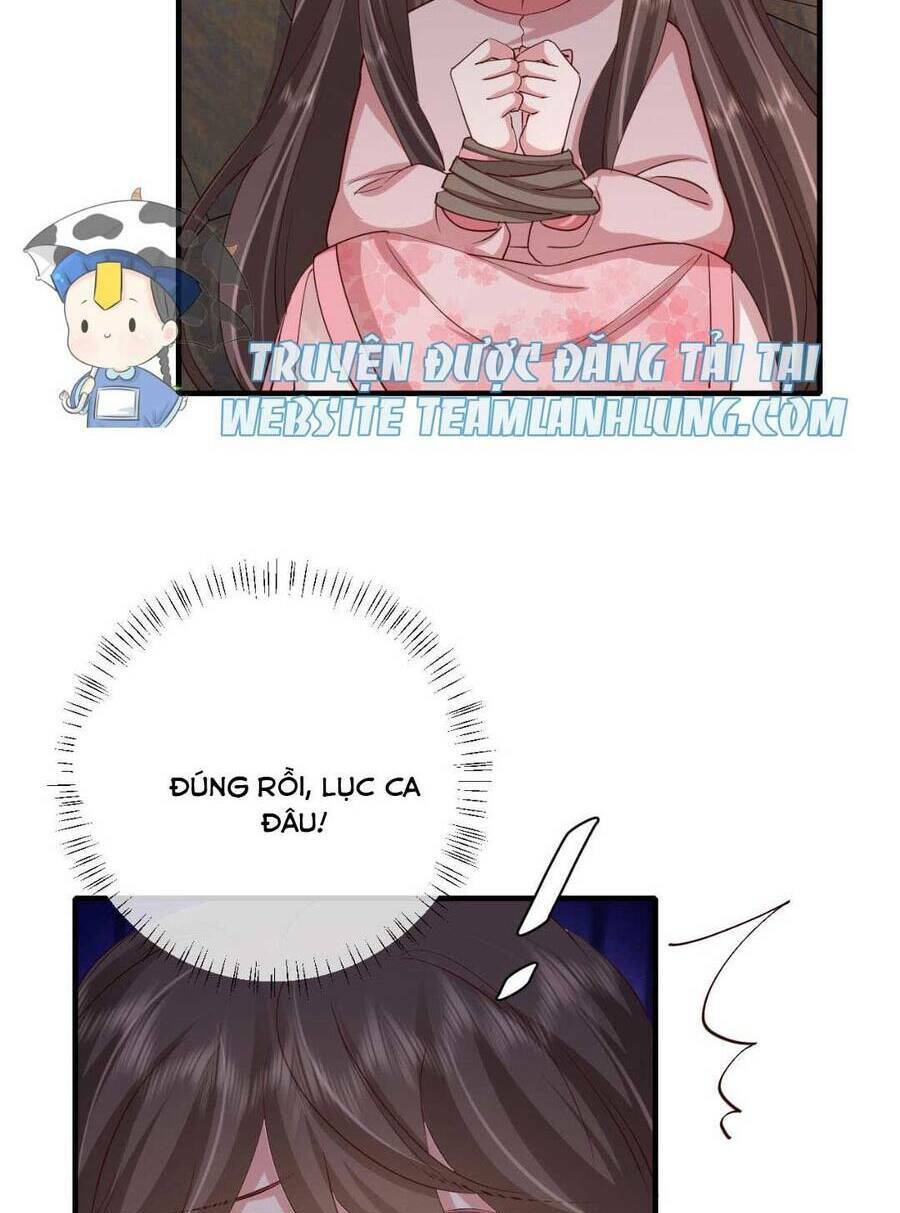 TRUYỆN ĐƯỢC ĐĂNG TẢI TẠI
WEBSITE TEAMLANHLUNG.COM
ĐÚNG RỒI, LỤC CA
ĐÂU!